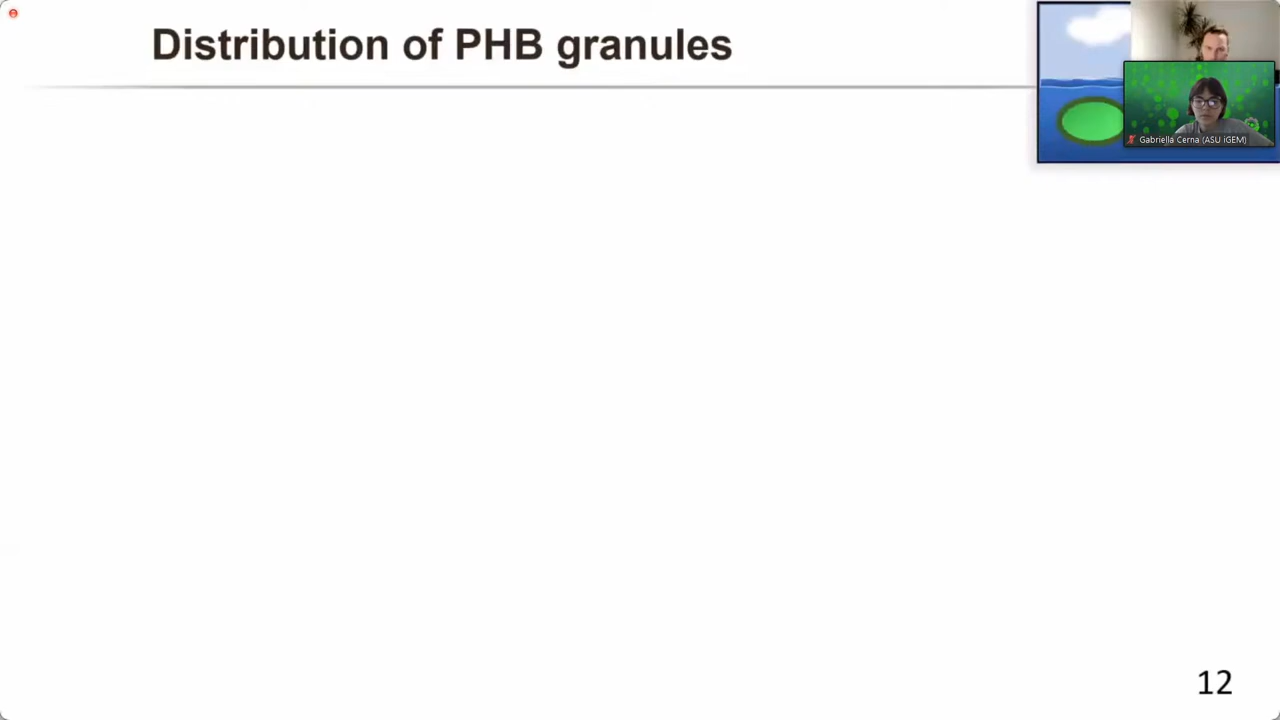 Distribution of PHB granules
Gabriella Cerna (ASU iGEM)
12